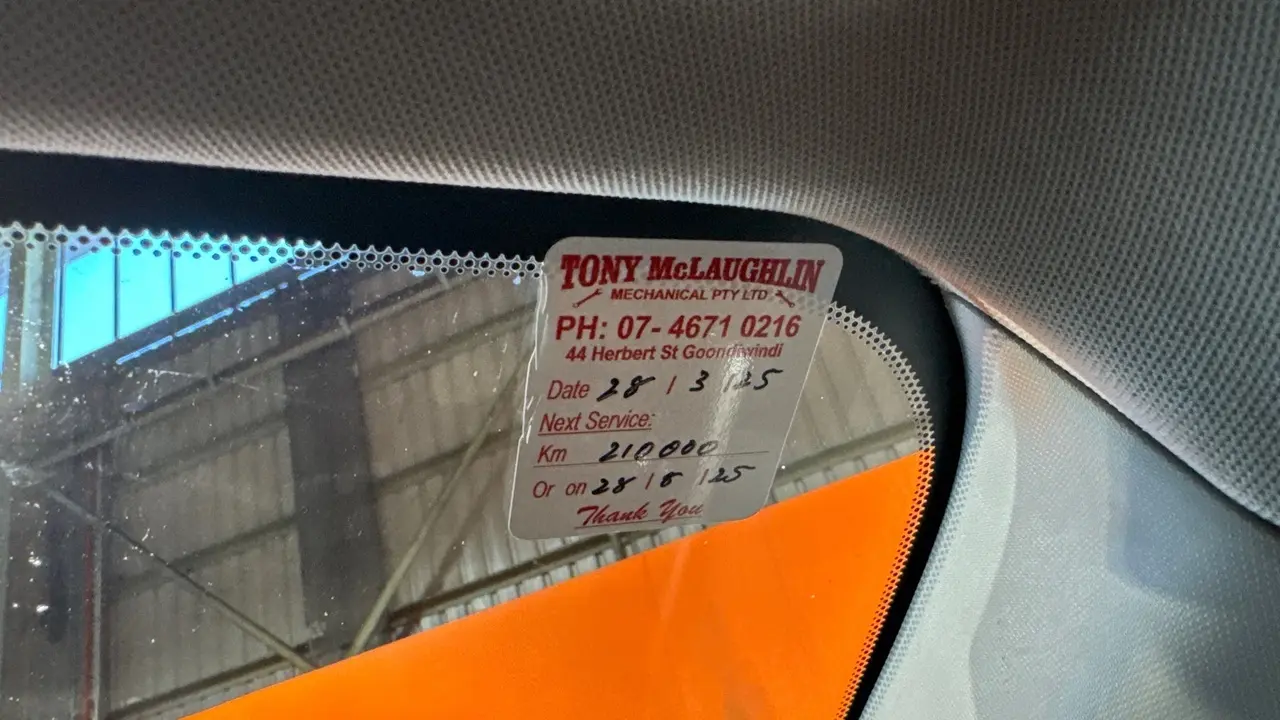 TONY McLAUGHLIN
MECHANICAL PTY LTD
PH: 07- 4671 0216
44 Herbert St Goondiwindi
Date 28 / 3 / 25
Next Service:
Km 210000
Or on 28 / 8 / 25
Thank You